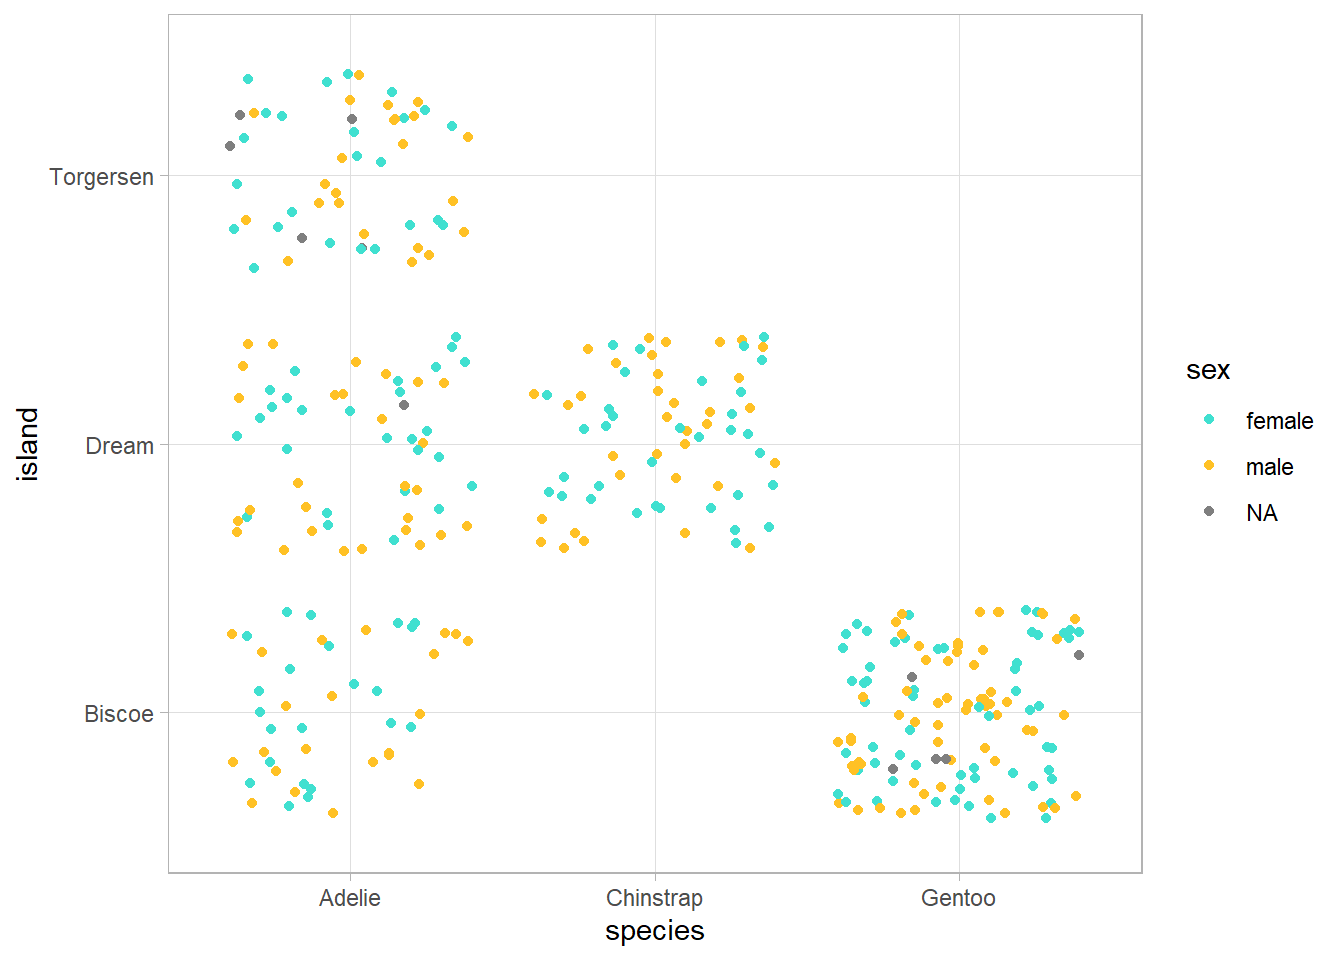 Torgersen
Dream
Biscoe
island
Adelie
Chinstrap
Gentoo
species
sex
female
male
NA